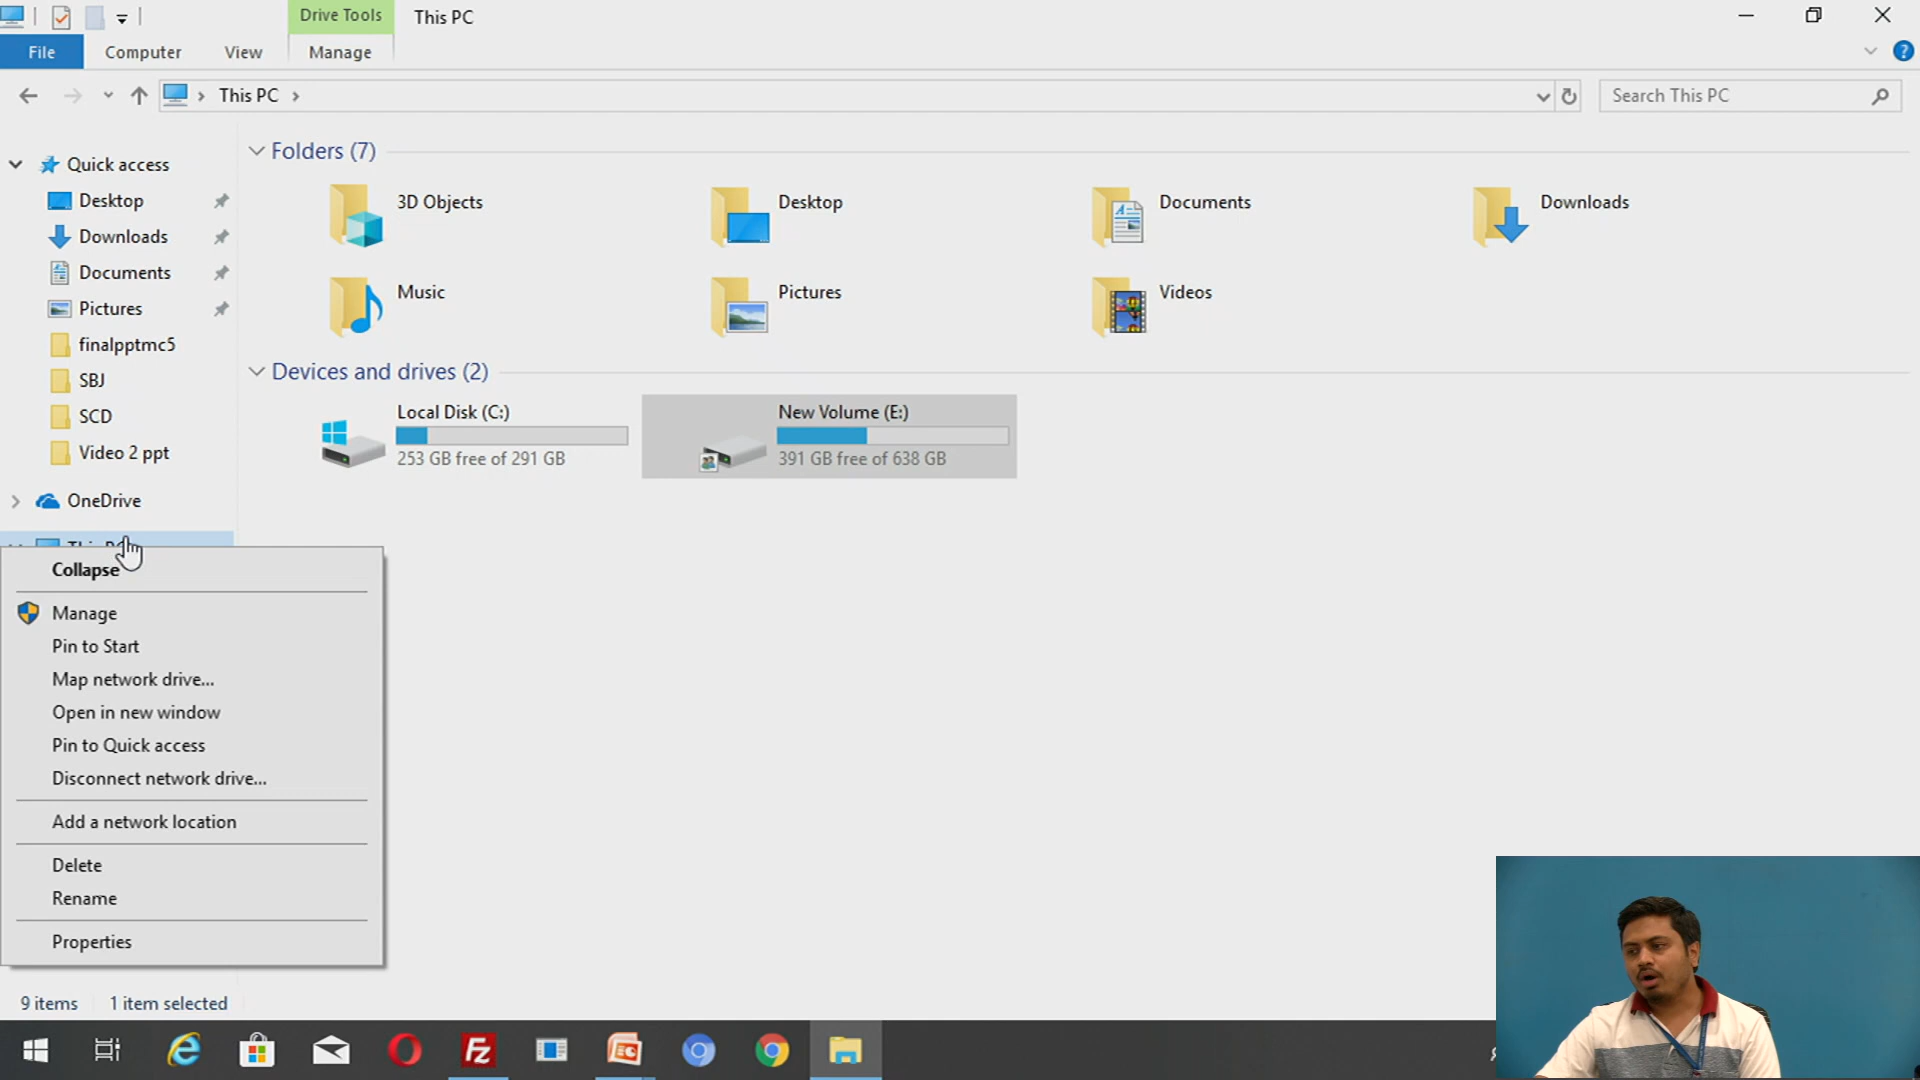 Drive Tools
This PC
File
Computer
View
Manage
This PC
Search This PC
Quick access
Desktop
Downloads
Documents
Pictures
finalpptmc5
SBJ
SCD
Video 2 ppt
OneDrive
This PC
Collapse
Manage
Pin to Start
Map network drive...
Open in new window
Pin to Quick access
Disconnect network drive...
Add a network location
Delete
Rename
Properties
Folders (7)
3D Objects
Desktop
Documents
Downloads
Music
Pictures
Videos
Devices and drives (2)
Local Disk (C:)
253 GB free of 291 GB
New Volume (E:)
391 GB free of 638 GB
9 items
1 item selected